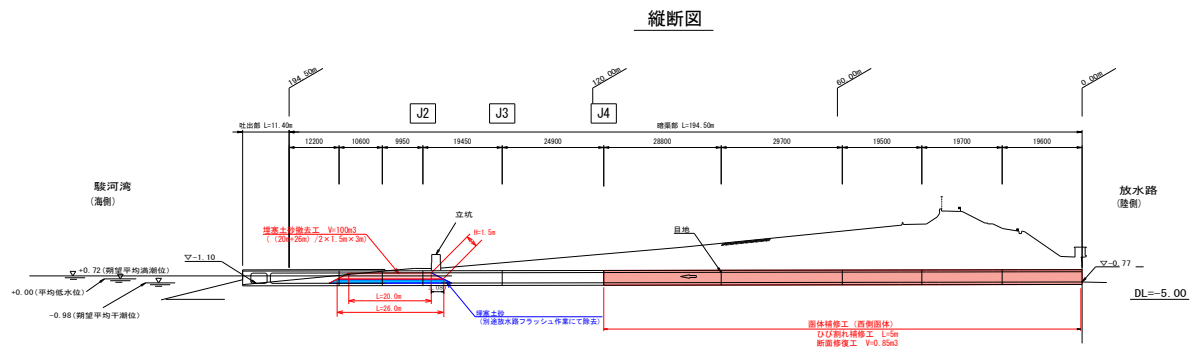 縦断図
194.50m
120.00m
60.00m
0.00m
J2
J3
J4
吐出部 L=11.40m
暗渠部 L=194.50m
12200
10600
9950
19450
24900
28800
29700
19500
19700
19600
駿河湾
(海側)
放水路
(陸側)
立坑
目地
埋塞土砂撤去工 V=100m3
((20m+26m)/2×1.5m×3m)
H=1.5m
▽-1.10
+0.72(朔望平均満潮位)
+0.00(平均低水位)
-0.98(朔望平均干潮位)
▽-0.77
DL=-5.00
L=20.0m
L=26.0m
埋塞土砂
(別途放水路フラッシュ作業にて除去)
函体補修工(西側函体)
ひび割れ補修工 L=5m
断面修復工 V=0.85m3